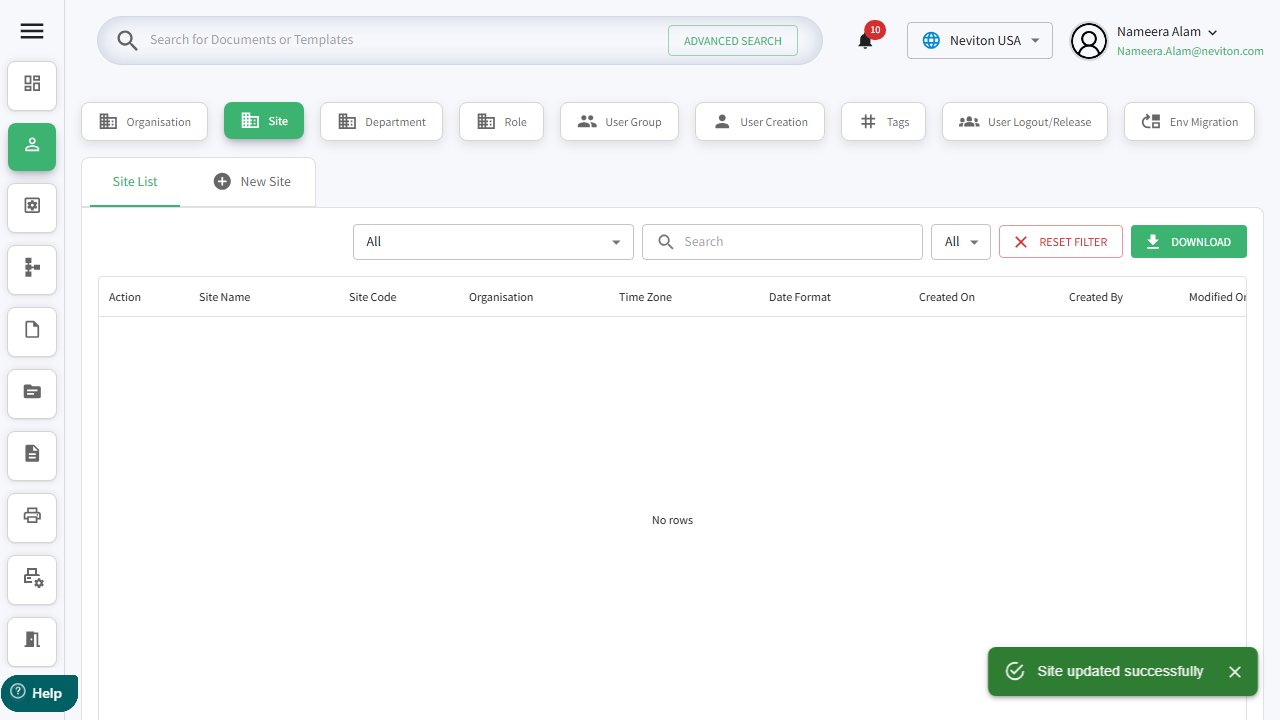 Search for Documents or Templates
ADVANCED SEARCH
10
Neviton USA
Nameera Alam
Nameera.Alam@neviton.com
Organisation
Site
Department
Role
User Group
User Creation
Tags
User Logout/Release
Env Migration
Site List
New Site
All
Search
All
RESET FILTER
DOWNLOAD
Action
Site Name
Site Code
Organisation
Time Zone
Date Format
Created On
Created By
Modified On
No rows
Site updated successfully
Help